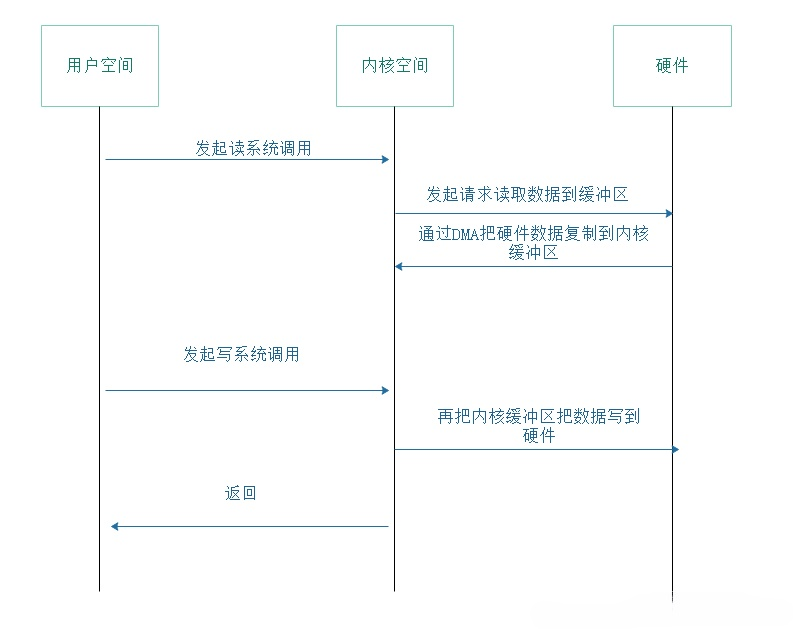 用户空间
内核空间
硬件
发起读系统调用
发起请求读取数据到缓冲区
通过DMA把硬件数据复制到内核
缓冲区
发起写系统调用
再把内核缓冲区把数据写到
硬件
返回